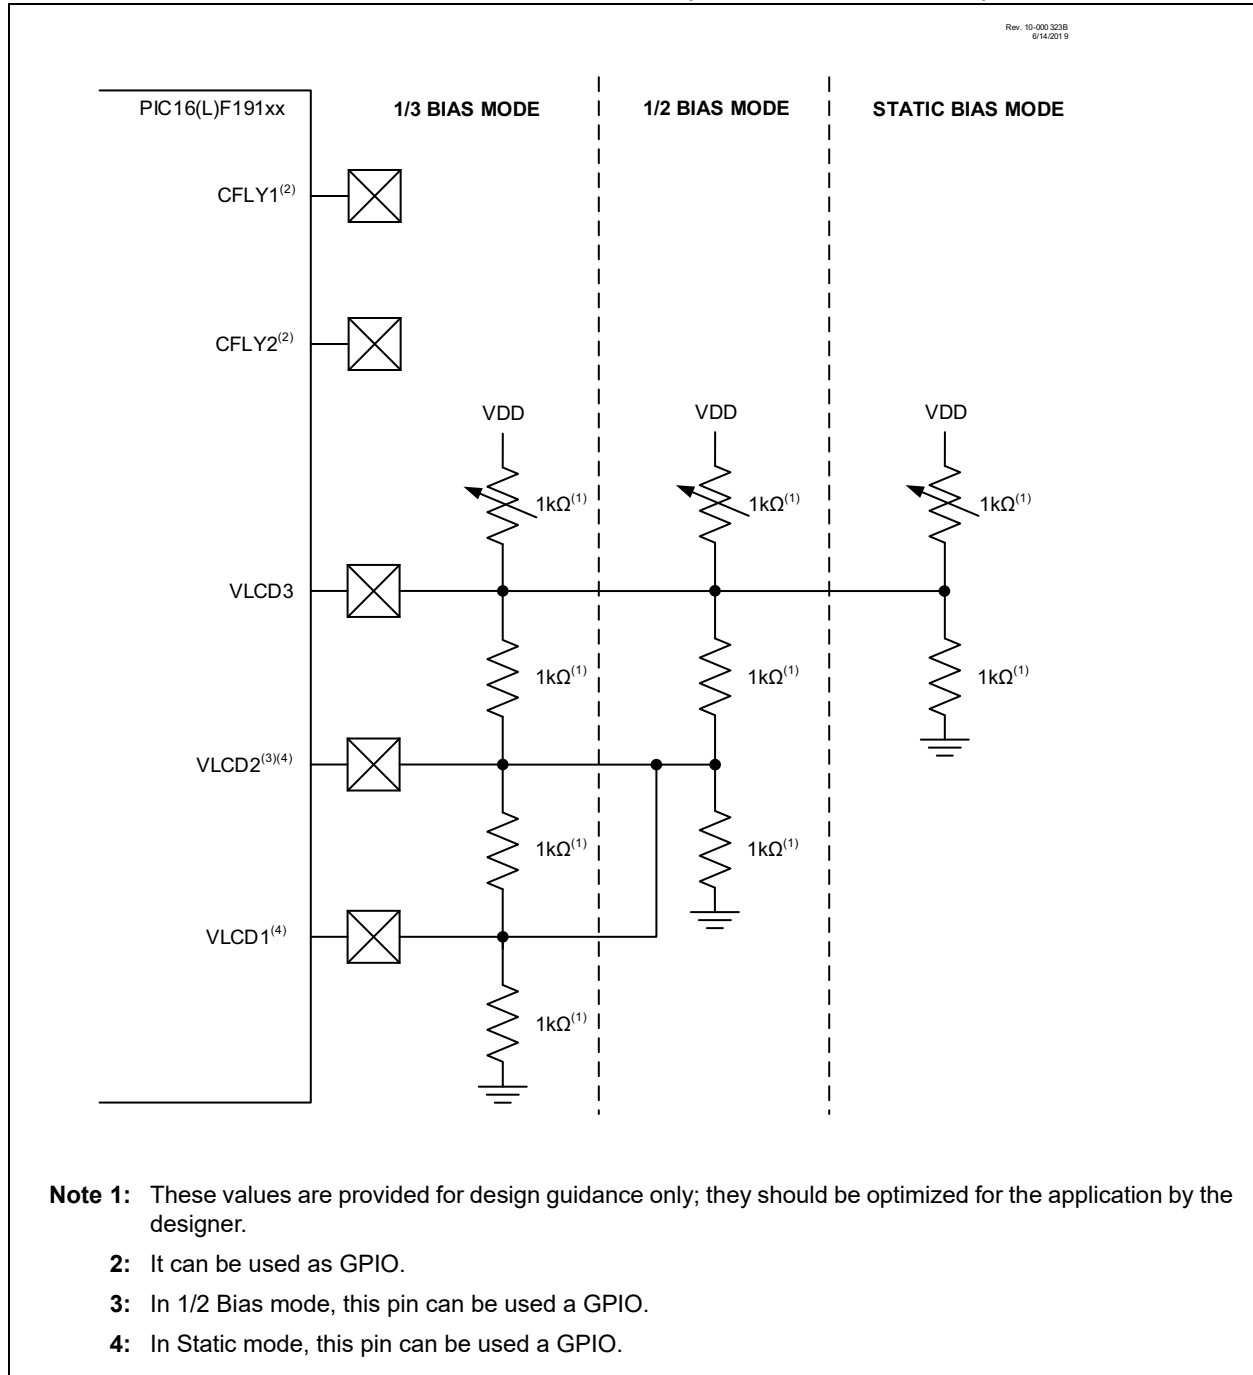 Rev. 10-000 323B
6/14/201 9
PIC16(L)F191xx
1/3 BIAS MODE
1/2 BIAS MODE
STATIC BIAS MODE
CFLY1(2)
CFLY2(2)
VDD
VDD
VDD
1kΩ(1)
1kΩ(1)
1kΩ(1)
VLCD3
1kΩ(1)
1kΩ(1)
1kΩ(1)
VLCD2(3)(4)
1kΩ(1)
1kΩ(1)
VLCD1(4)
1kΩ(1)
Note 1: These values are provided for design guidance only; they should be optimized for the application by the
designer.
2: It can be used as GPIO.
3: In 1/2 Bias mode, this pin can be used a GPIO.
4: In Static mode, this pin can be used a GPIO.